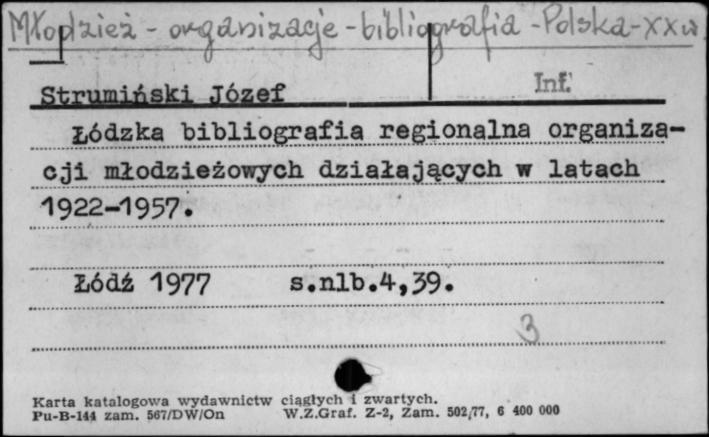 Młodzież - organizacje - bibliografia - Polska - XX w.
Inf.
Strumiński Józef
Łódzka bibliografia regionalna organiza-
cji młodzieżowych działających w latach
1922-1957.
Łódź 1977 s.nlb.4,39.
3
Karta katalogowa wydawnictw ciągłych i zwartych.
Pu-B-144 zam. 567/DW/On W.Z.Graf. Z-2, Zam. 502/77, 6 400 000